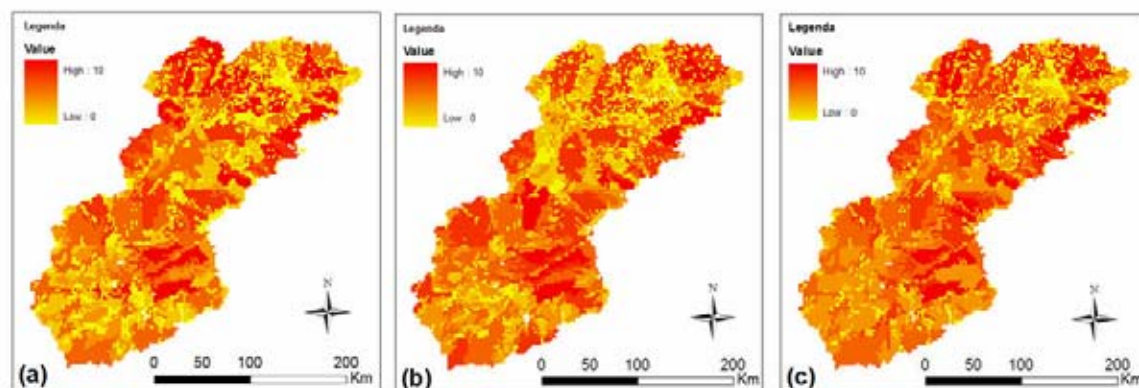 Legenda
Value
High : 10
Low : 0
N
(a)
0 50 100 200
Km
Legenda
Value
High : 10
Low : 0
N
(b)
0 50 100 200
Km
Legenda
Value
High : 10
Low : 0
N
(c)
0 50 100 200
Km